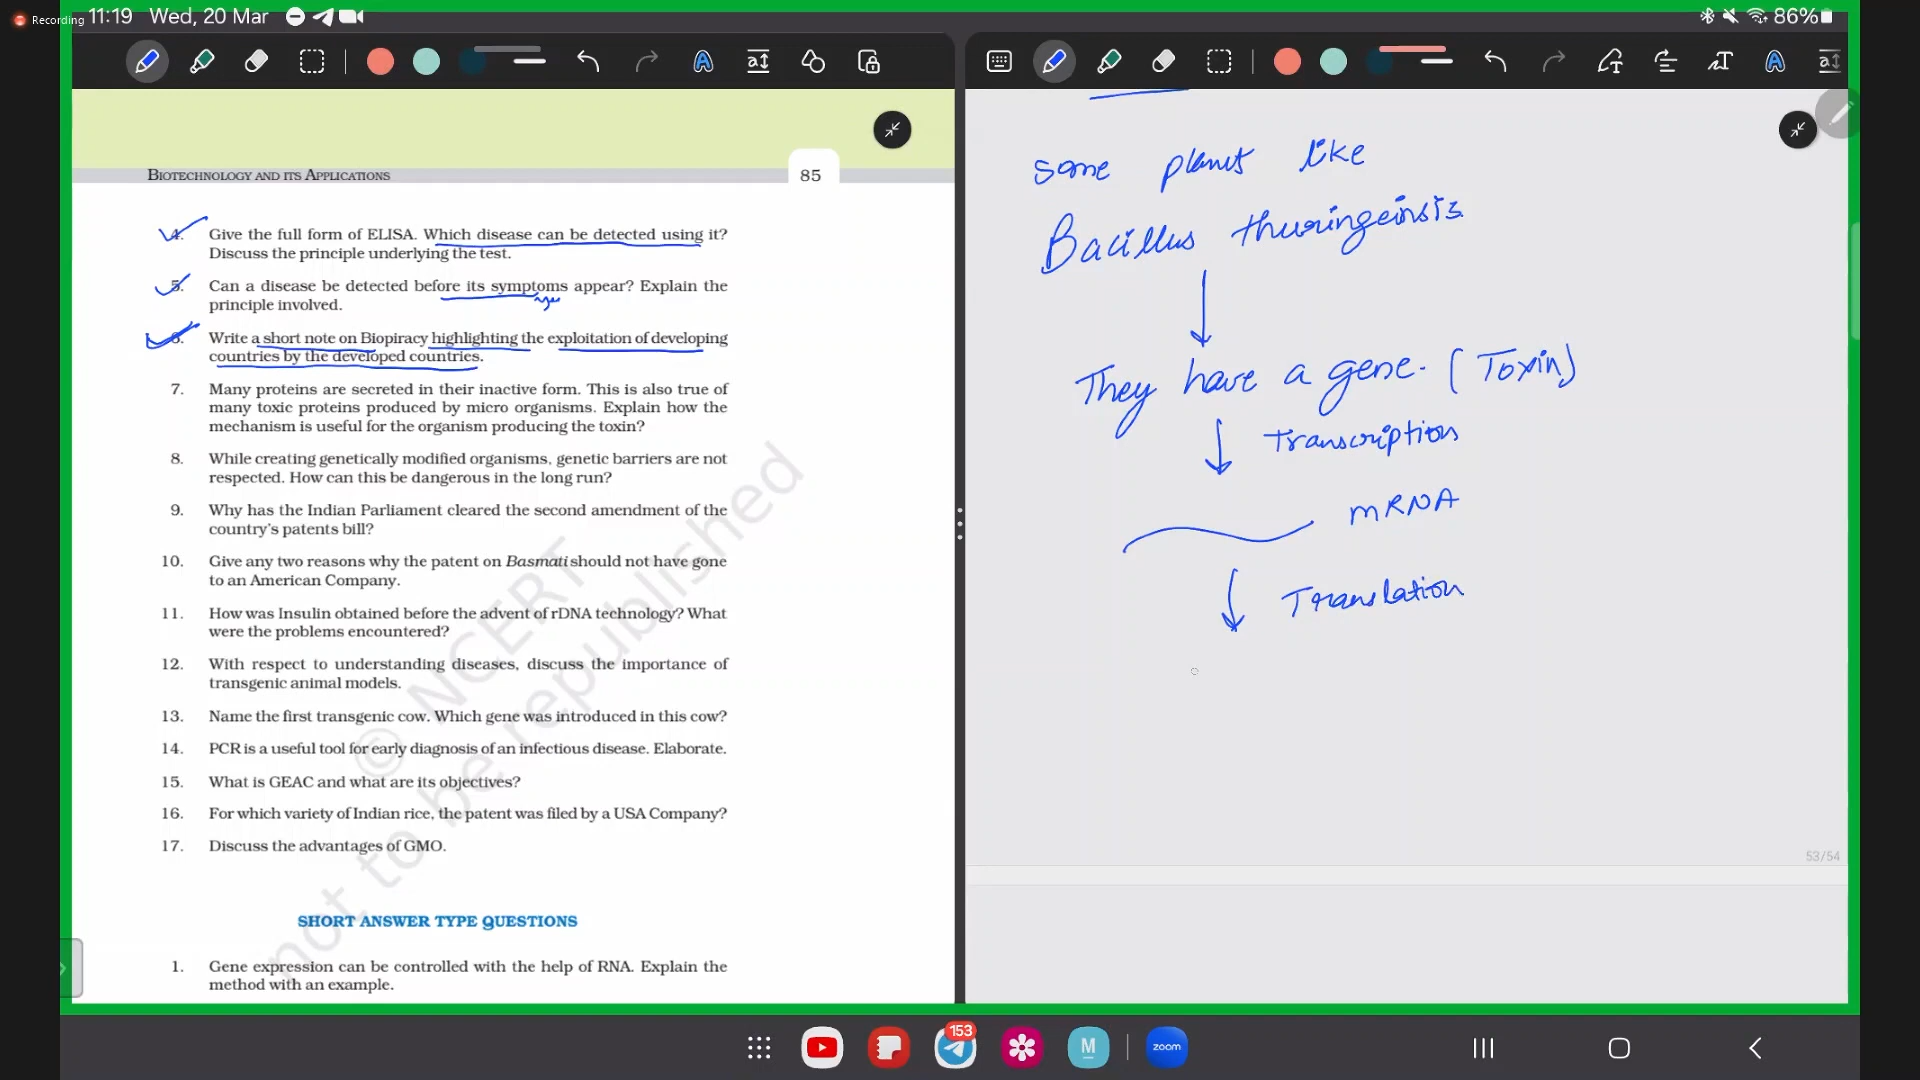 Recording 11:19 Wed, 20 Mar
86%
BIOTECHNOLOGY AND ITS APPLICATIONS
85
4. Give the full form of ELISA. Which disease can be detected using it?
Discuss the principle underlying the test.
5. Can a disease be detected before its symptoms appear? Explain the
principle involved.
6. Write a short note on Biopiracy highlighting the exploitation of developing
countries by the developed countries.
7. Many proteins are secreted in their inactive form. This is also true of
many toxic proteins produced by micro organisms. Explain how the
mechanism is useful for the organism producing the toxin?
8. While creating genetically modified organisms, genetic barriers are not
respected. How can this be dangerous in the long run?
9. Why has the Indian Parliament cleared the second amendment of the
country's patents bill?
10. Give any two reasons why the patent on Basmati should not have gone
to an American Company.
11. How was Insulin obtained before the advent of rDNA technology? What
were the problems encountered?
12. With respect to understanding diseases, discuss the importance of
transgenic animal models.
13. Name the first transgenic cow. Which gene was introduced in this cow?
14. PCR is a useful tool for early diagnosis of an infectious disease. Elaborate.
15. What is GEAC and what are its objectives?
16. For which variety of Indian rice, the patent was filed by a USA Company?
17. Discuss the advantages of GMO.
SHORT ANSWER TYPE QUESTIONS
1. Gene expression can be controlled with the help of RNA. Explain the
method with an example.
© NCERT
not to be republished
some planet like
Bacillus thuringeinsis
They have a gene. (Toxin)
Transcription
mRNA
Translation
53/54
153
M
zoom